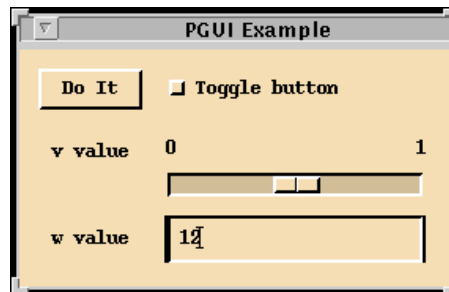 PGUI Example
Do It Toggle button
v value 0 1
w value 12